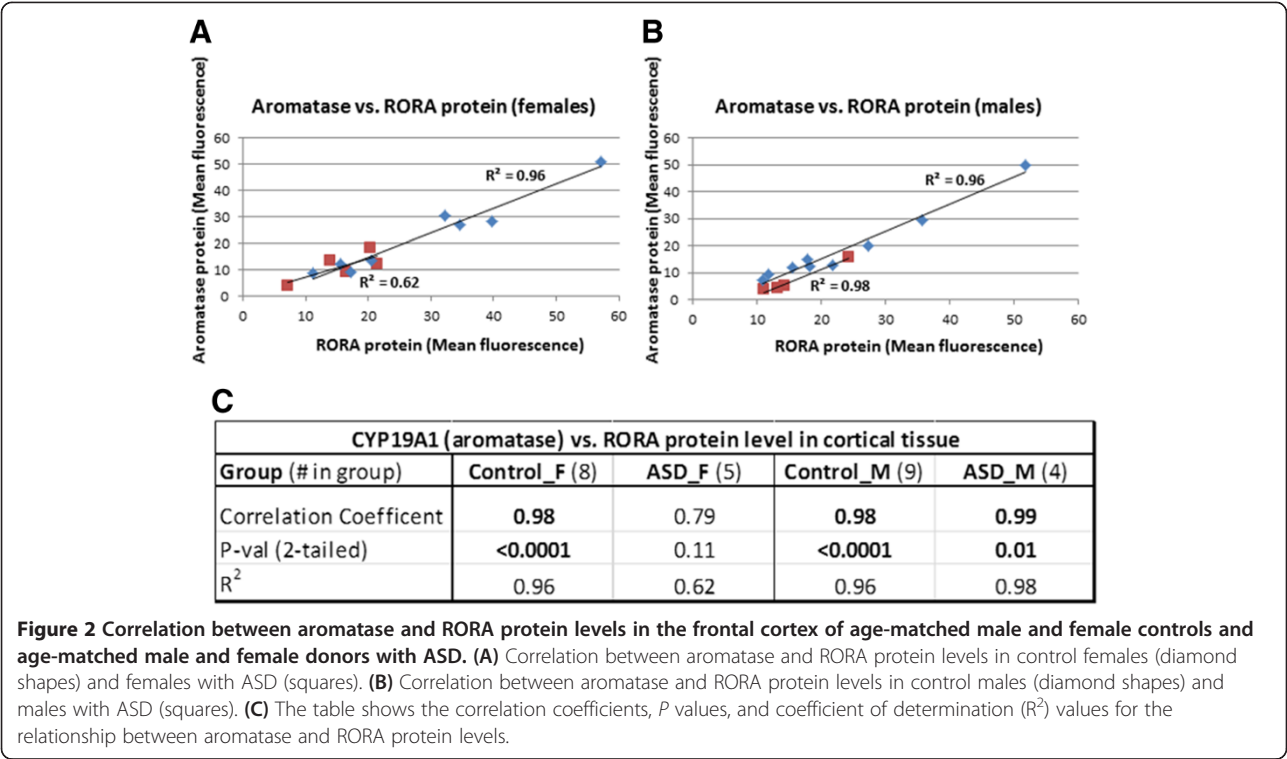 A
B
Aromatase vs. RORA protein (females)
Aromatase protein (Mean fluorescence)
60
50
40
30
20
10
0
R² = 0.96
R² = 0.62
0 10 20 30 40 50 60
RORA protein (Mean fluorescence)
Aromatase vs. RORA protein (males)
Aromatase protein (Mean fluorescence)
60
50
40
30
20
10
0
R² = 0.96
R² = 0.98
0 10 20 30 40 50 60
RORA protein (Mean fluorescence)
C
CYP19A1 (aromatase) vs. RORA protein level in cortical tissue
Group (# in group) Control_F (8) ASD_F (5) Control_M (9) ASD_M (4)
Correlation Coefficent 0.98 0.79 0.98 0.99
P-val (2-tailed) <0.0001 0.11 <0.0001 0.01
R² 0.96 0.62 0.96 0.98
Figure 2 Correlation between aromatase and RORA protein levels in the frontal cortex of age-matched male and female controls and
age-matched male and female donors with ASD. (A) Correlation between aromatase and RORA protein levels in control females (diamond
shapes) and females with ASD (squares). (B) Correlation between aromatase and RORA protein levels in control males (diamond shapes) and
males with ASD (squares). (C) The table shows the correlation coefficients, P values, and coefficient of determination (R²) values for the
relationship between aromatase and RORA protein levels.